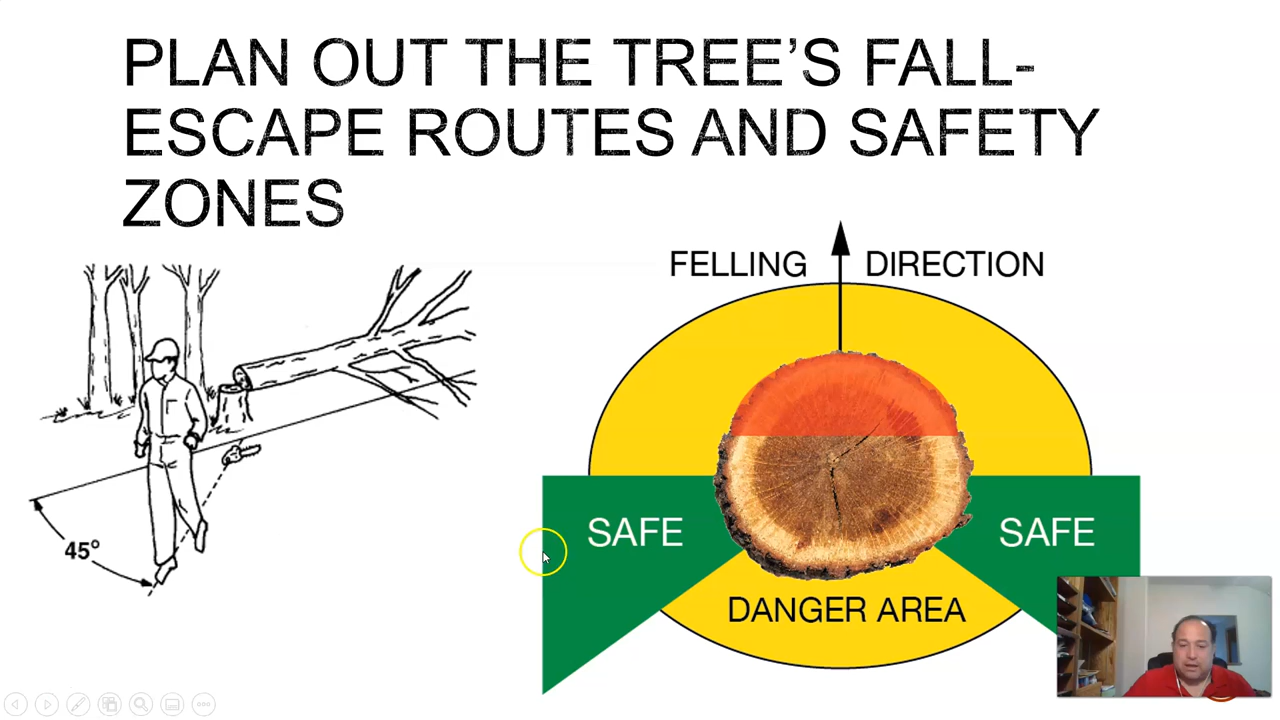 PLAN OUT THE TREE’S FALL-
ESCAPE ROUTES AND SAFETY
ZONES
FELLING DIRECTION
45°
SAFE
SAFE
DANGER AREA